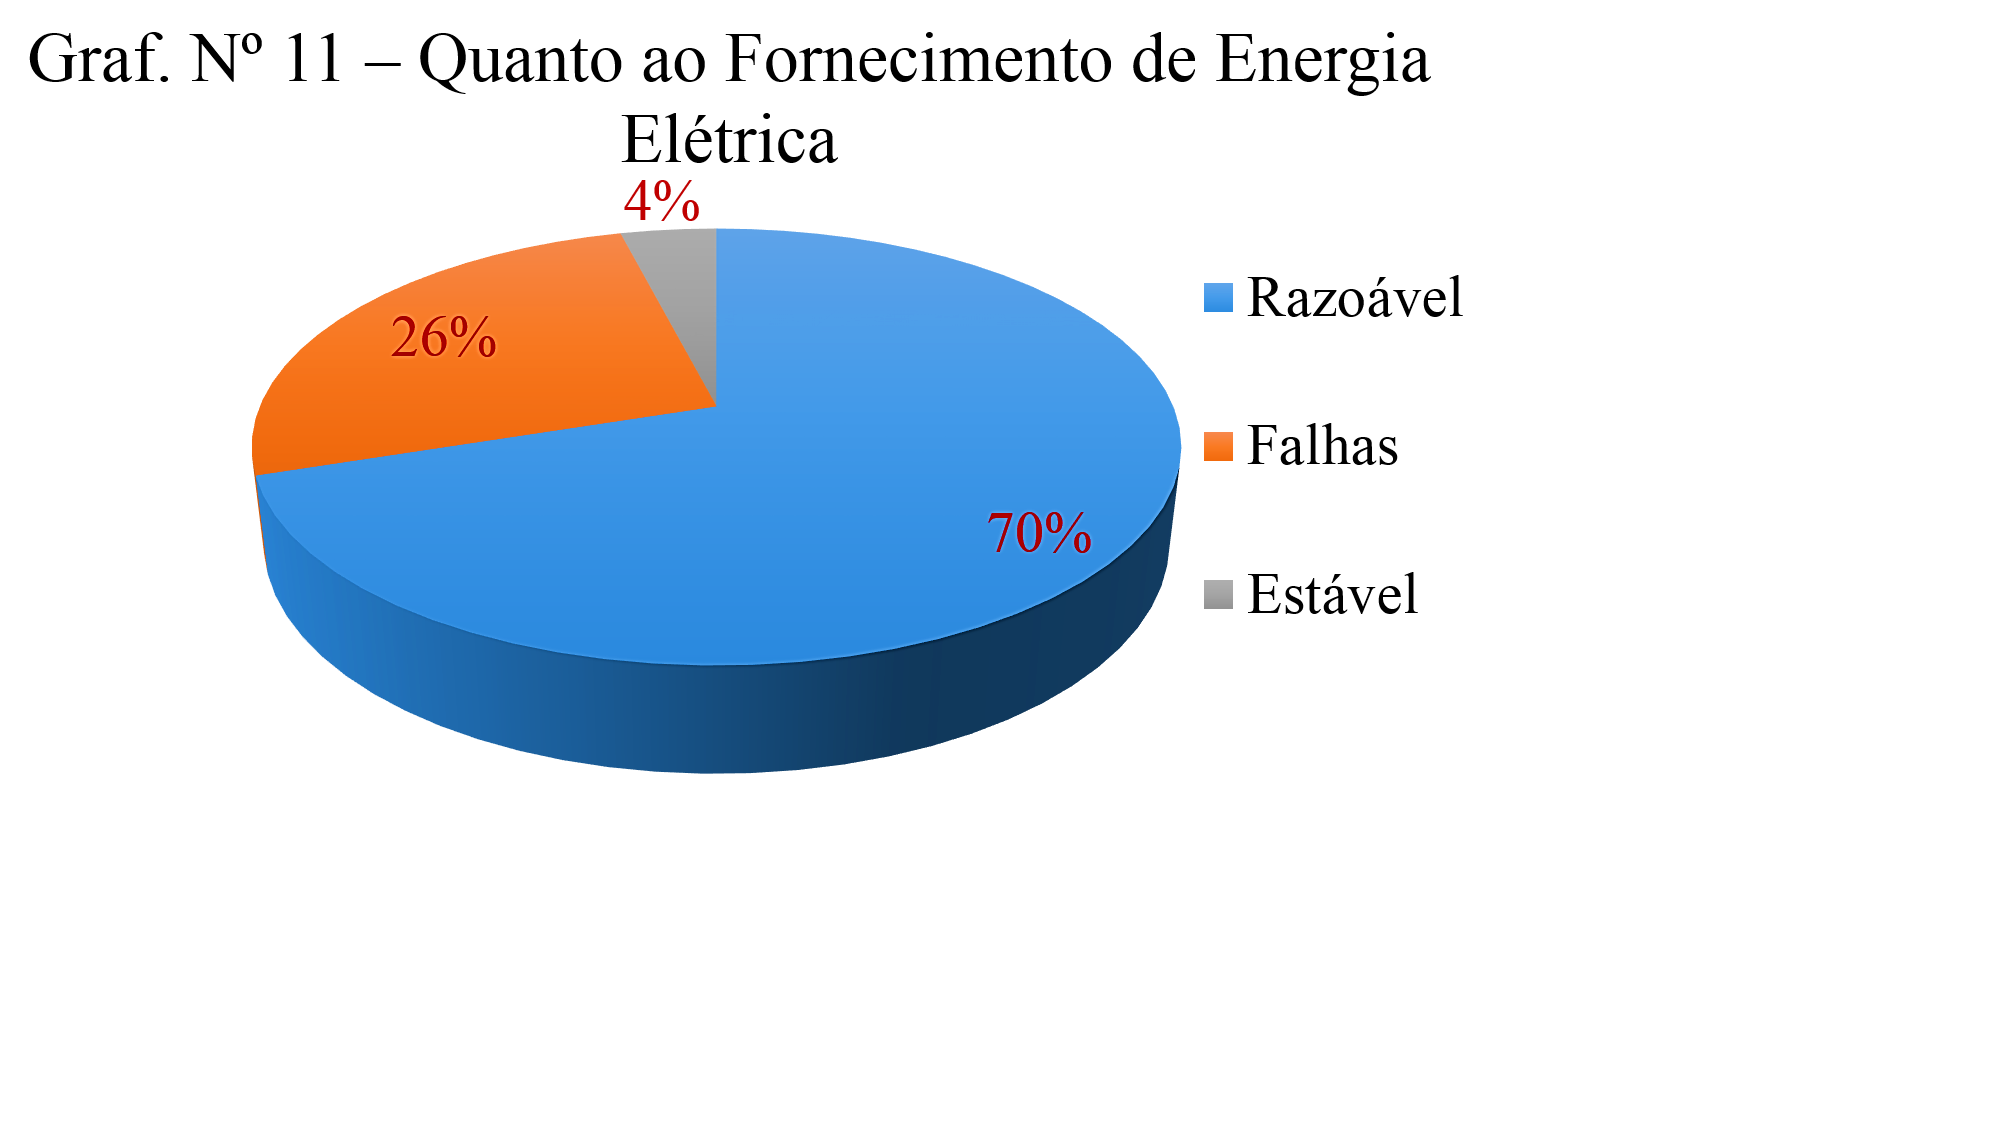 Graf. Nº 11 – Quanto ao Fornecimento de Energia
Elétrica
4%
26%
70%
Razoável
Falhas
Estável